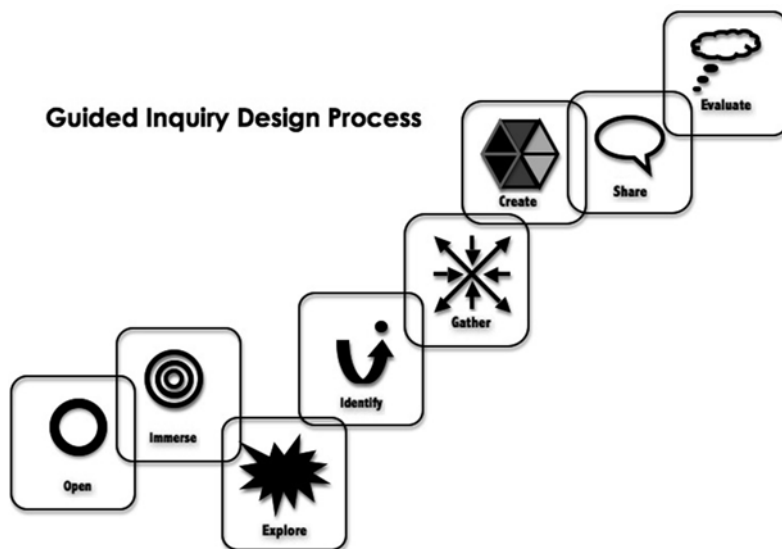 Guided Inquiry Design Process
Open
Immerse
Explore
Identify
Gather
Create
Share
Evaluate